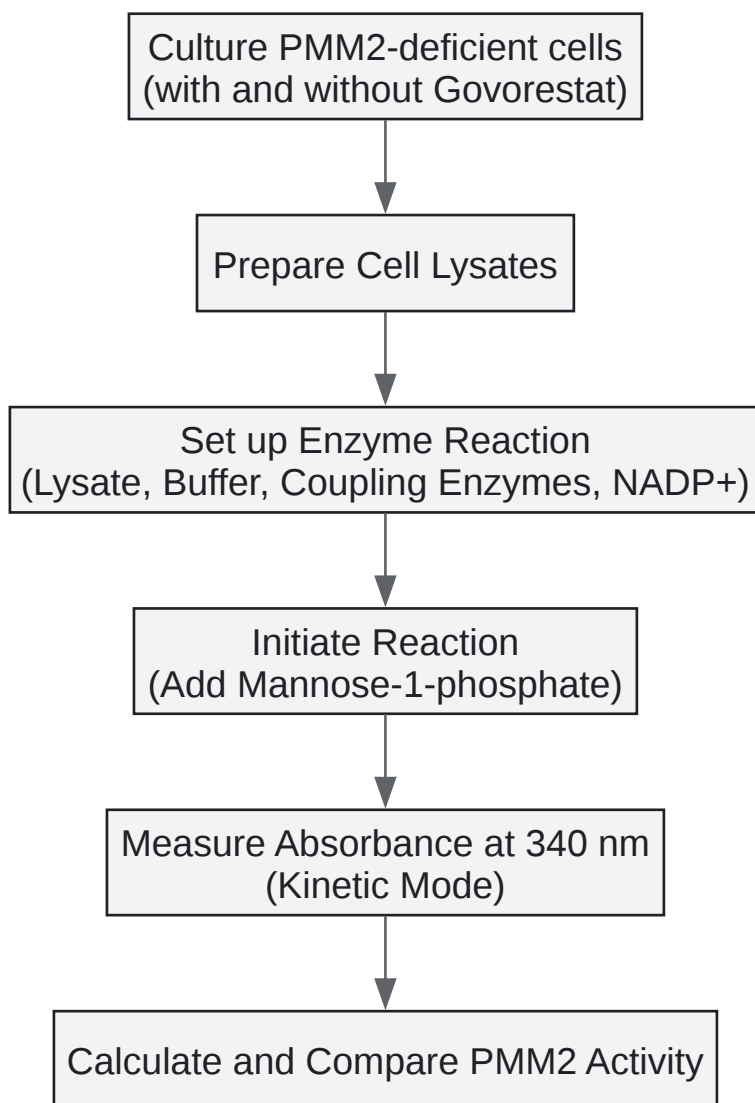 Culture PMM2-deficient cells
(with and without Govorestat)
Prepare Cell Lysates
Set up Enzyme Reaction
(Lysate, Buffer, Coupling Enzymes, NADP+)
Initiate Reaction
(Add Mannose-1-phosphate)
Measure Absorbance at 340 nm
(Kinetic Mode)
Calculate and Compare PMM2 Activity